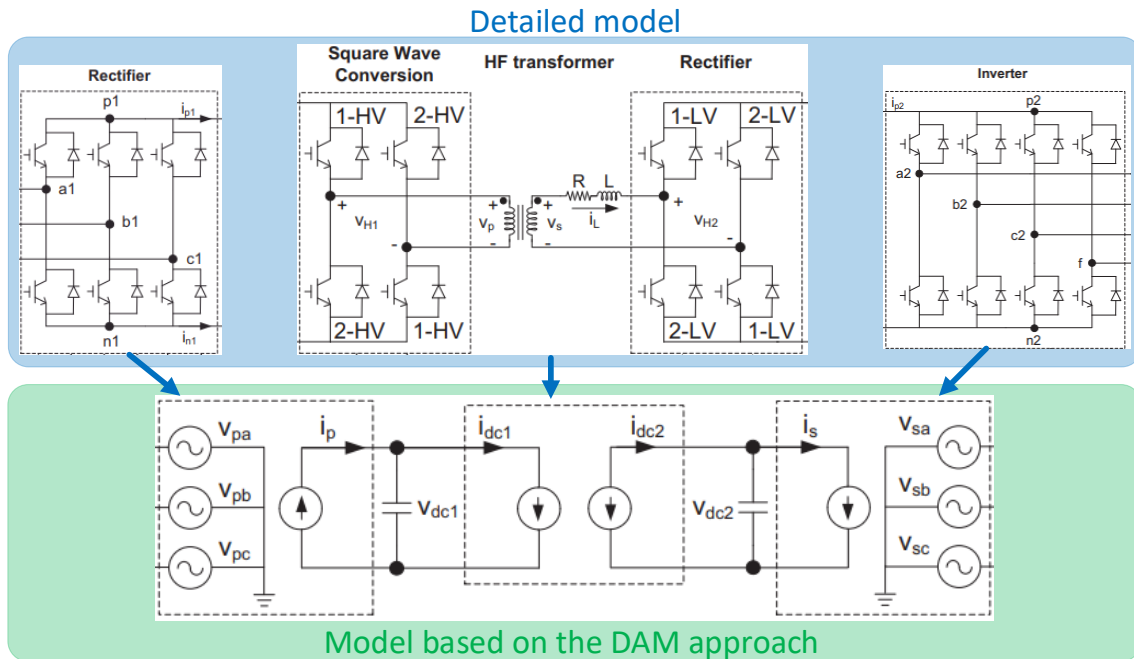 Detailed model
Square Wave
Conversion
HF transformer
Rectifier
Rectifier
Inverter
p1
ip1
a1
b1
c1
n1
in1
1-HV
2-HV
+
vH1
-
2-HV
1-HV
+
vp
-
+
vs
-
R
L
iL
1-LV
2-LV
+
vH2
-
2-LV
1-LV
ip2
p2
a2
b2
c2
f
n2
vpa
vpb
vpc
ip
vdc1
idc1
idc2
vdc2
is
vsa
vsb
vsc
Model based on the DAM approach